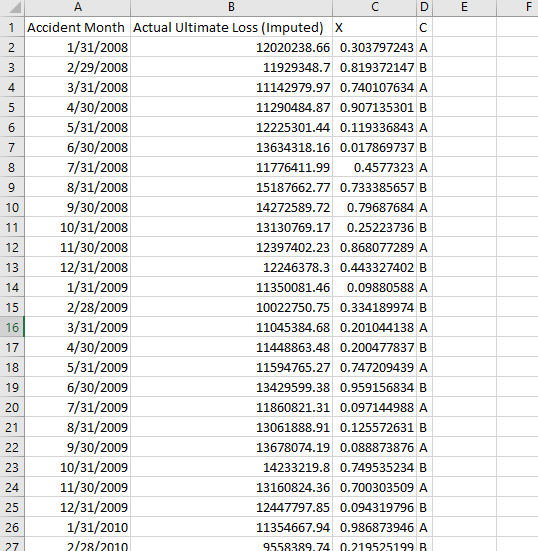 A B C D E F
1 Accident Month Actual Ultimate Loss (Imputed) X C
2 1/31/2008 12020238.66 0.303797243 A
3 2/29/2008 11929348.7 0.819372147 B
4 3/31/2008 11142979.97 0.740107634 A
5 4/30/2008 11290484.87 0.907135301 B
6 5/31/2008 12225301.44 0.119336843 A
7 6/30/2008 13634318.16 0.017869737 B
8 7/31/2008 11776411.99 0.4577323 A
9 8/31/2008 15187662.77 0.733385657 B
10 9/30/2008 14272589.72 0.79687684 A
11 10/31/2008 13130769.17 0.25223736 B
12 11/30/2008 12397402.23 0.868077289 A
13 12/31/2008 12246378.3 0.443327402 B
14 1/31/2009 11350081.46 0.09880588 A
15 2/28/2009 10022750.75 0.334189974 B
16 3/31/2009 11045384.68 0.201044138 A
17 4/30/2009 11448863.48 0.200477837 B
18 5/31/2009 11594765.27 0.747209439 A
19 6/30/2009 13429599.38 0.959156834 B
20 7/31/2009 11860821.31 0.097144988 A
21 8/31/2009 13061888.91 0.125572631 B
22 9/30/2009 13678074.19 0.088873876 A
23 10/31/2009 14233219.8 0.749535234 B
24 11/30/2009 13160824.36 0.700303509 A
25 12/31/2009 12447797.85 0.094319796 B
26 1/31/2010 11354667.94 0.986873946 A
27 2/28/2010 9558389.74 0.219525199 B